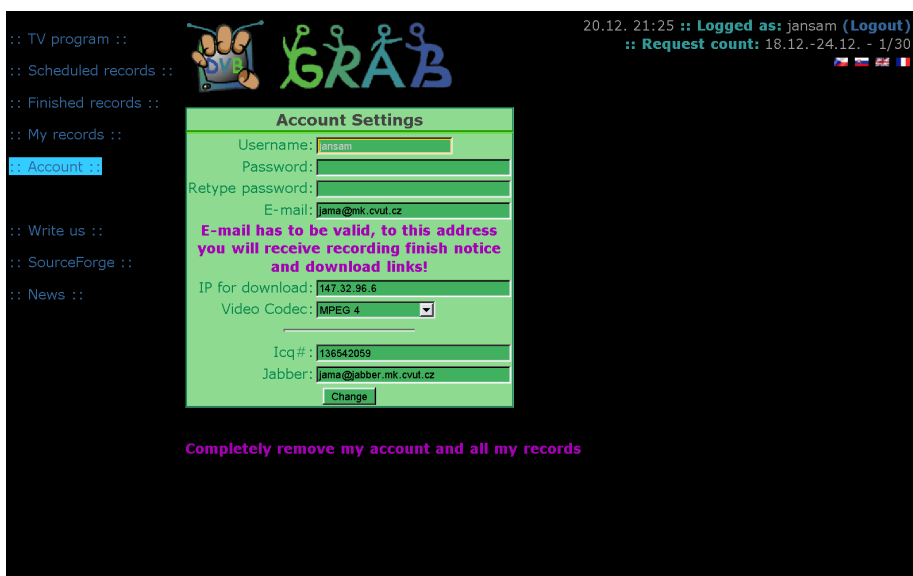 20.12. 21:25 :: Logged as: jansam (Logout)
:: Request count: 18.12.-24.12. - 1/30
:: TV program ::
:: Scheduled records ::
:: Finished records ::
:: My records ::
:: Account ::
:: Write us ::
:: SourceForge ::
:: News ::
DVB GRAB
Account Settings
Username: jansam
Password:
Retype password:
E-mail: jama@mk.cvut.cz
E-mail has to be valid, to this address
you will receive recording finish notice
and download links!
IP for download: 147.32.96.6
Video Codec: MPEG 4
Icq#: 136542059
Jabber: jama@jabber.mk.cvut.cz
Change
Completely remove my account and all my records